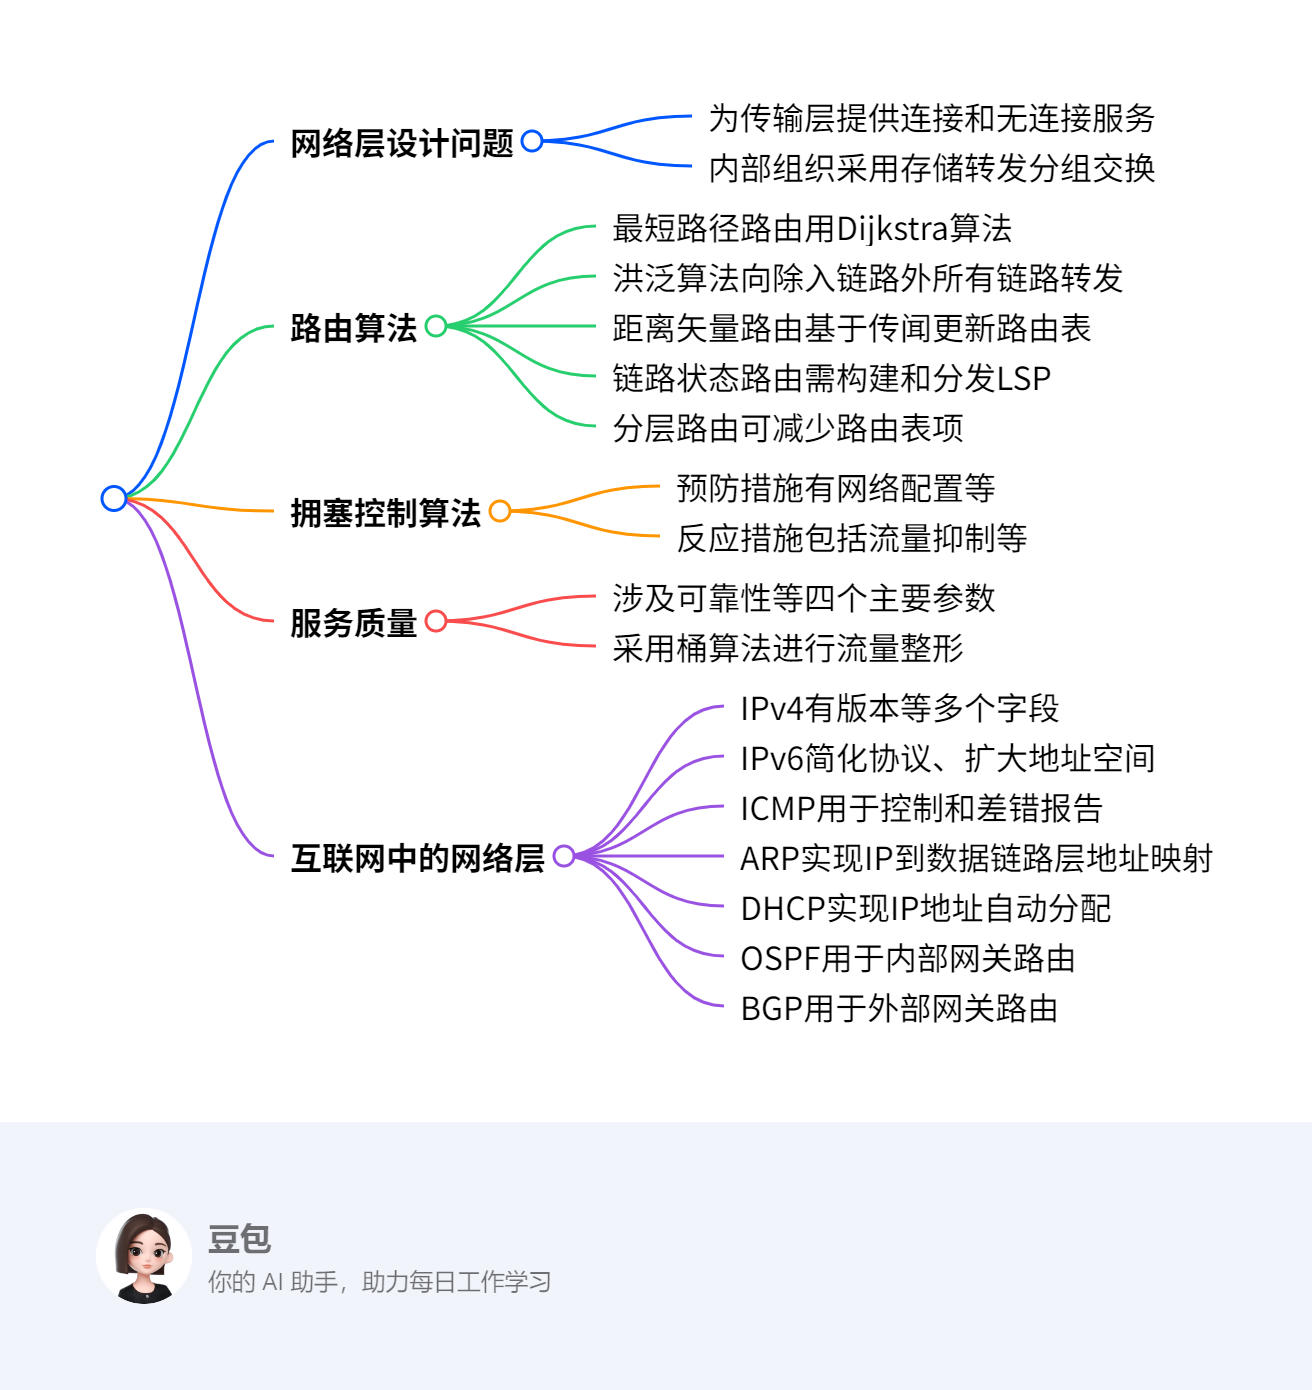 网络层设计问题
为传输层提供连接和无连接服务
内部组织采用存储转发分组交换
路由算法
最短路径路由用Dijkstra算法
洪泛算法向除入链路外所有链路转发
距离矢量路由基于传闻更新路由表
链路状态路由需构建和分发LSP
分层路由可减少路由表项
拥塞控制算法
预防措施有网络配置等
反应措施包括流量抑制等
服务质量
涉及可靠性等四个主要参数
采用桶算法进行流量整形
互联网中的网络层
IPv4有版本等多个字段
IPv6简化协议、扩大地址空间
ICMP用于控制和差错报告
ARP实现IP到数据链路层地址映射
DHCP实现IP地址自动分配
OSPF用于内部网关路由
BGP用于外部网关路由
豆包
你的 AI 助手，助力每日工作学习